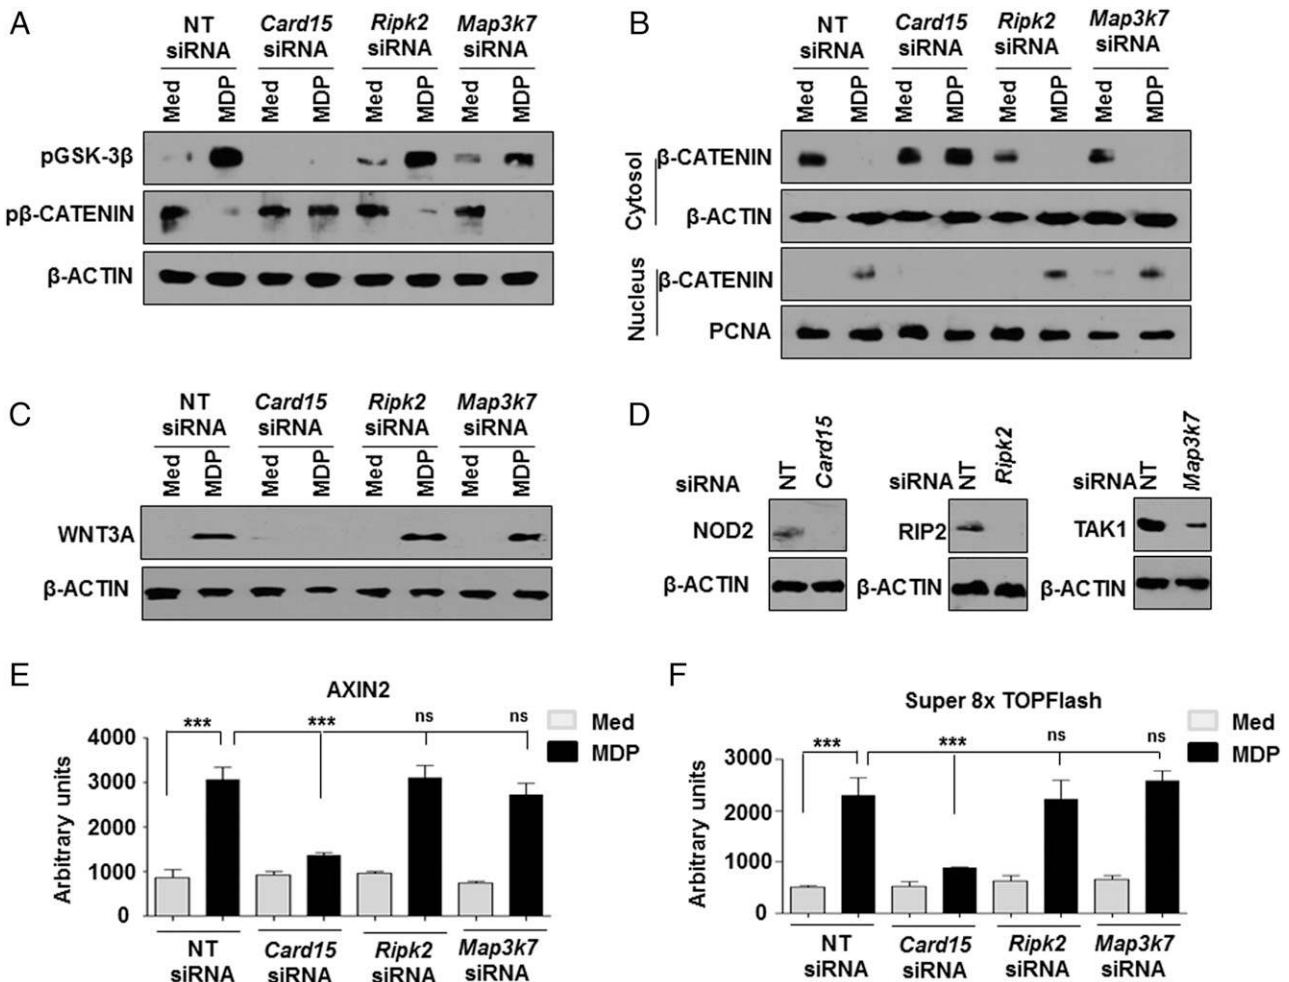 A
NT Card15 Ripk2 Map3k7
siRNA siRNA siRNA siRNA
Med MDP Med MDP Med MDP Med MDP
pGSK-3β
pβ-CATENIN
β-ACTIN
B
NT Card15 Ripk2 Map3k7
siRNA siRNA siRNA siRNA
Med MDP Med MDP Med MDP Med MDP
Cytosol
β-CATENIN
β-ACTIN
Nucleus
β-CATENIN
PCNA
C
NT Card15 Ripk2 Map3k7
siRNA siRNA siRNA siRNA
Med MDP Med MDP Med MDP Med MDP
WNT3A
β-ACTIN
D
siRNA NT Card15
NOD2
β-ACTIN
siRNA NT Ripk2
RIP2
β-ACTIN
siRNA NT Map3k7
TAK1
β-ACTIN
E
AXIN2
*** *** ns ns
Med
MDP
Arbitrary units
4000
3000
2000
1000
0
NT Card15 Ripk2 Map3k7
siRNA siRNA siRNA siRNA
F
Super 8x TOPFlash
*** *** ns ns
Med
MDP
Arbitrary units
3000
2000
1000
0
NT Card15 Ripk2 Map3k7
siRNA siRNA siRNA siRNA